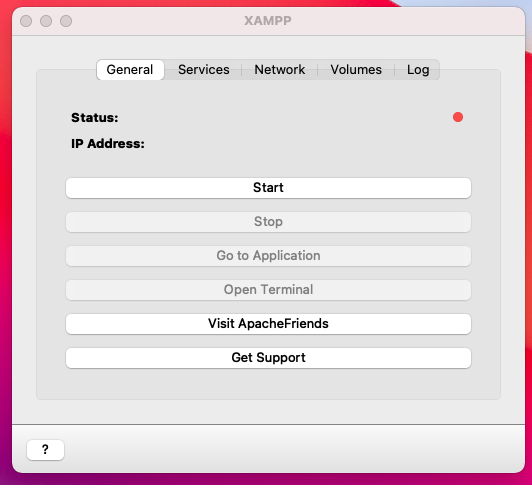 XAMPP
General Services Network Volumes Log
Status:
IP Address:
Start
Stop
Go to Application
Open Terminal
Visit ApacheFriends
Get Support
?